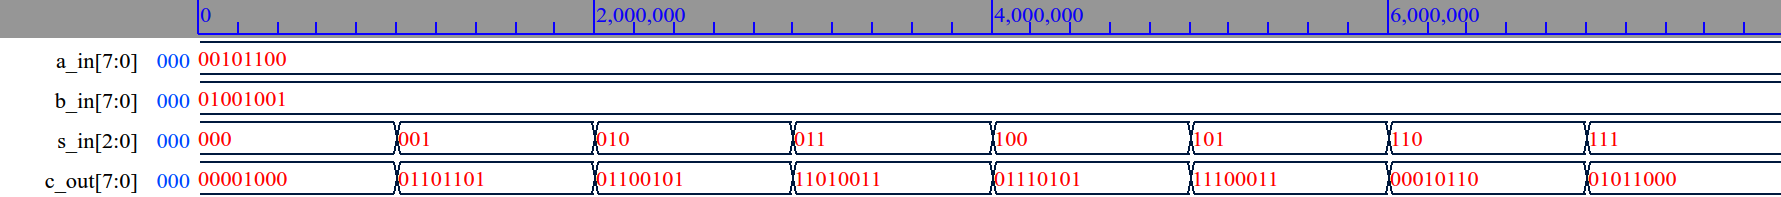 0 2,000,000 4,000,000 6,000,000
a_in[7:0] 000 00101100
b_in[7:0] 000 01001001
s_in[2:0] 000 000 001 010 011 100 101 110 111
c_out[7:0] 000 00001000 01101101 01100101 11010011 01110101 11100011 00010110 01011000